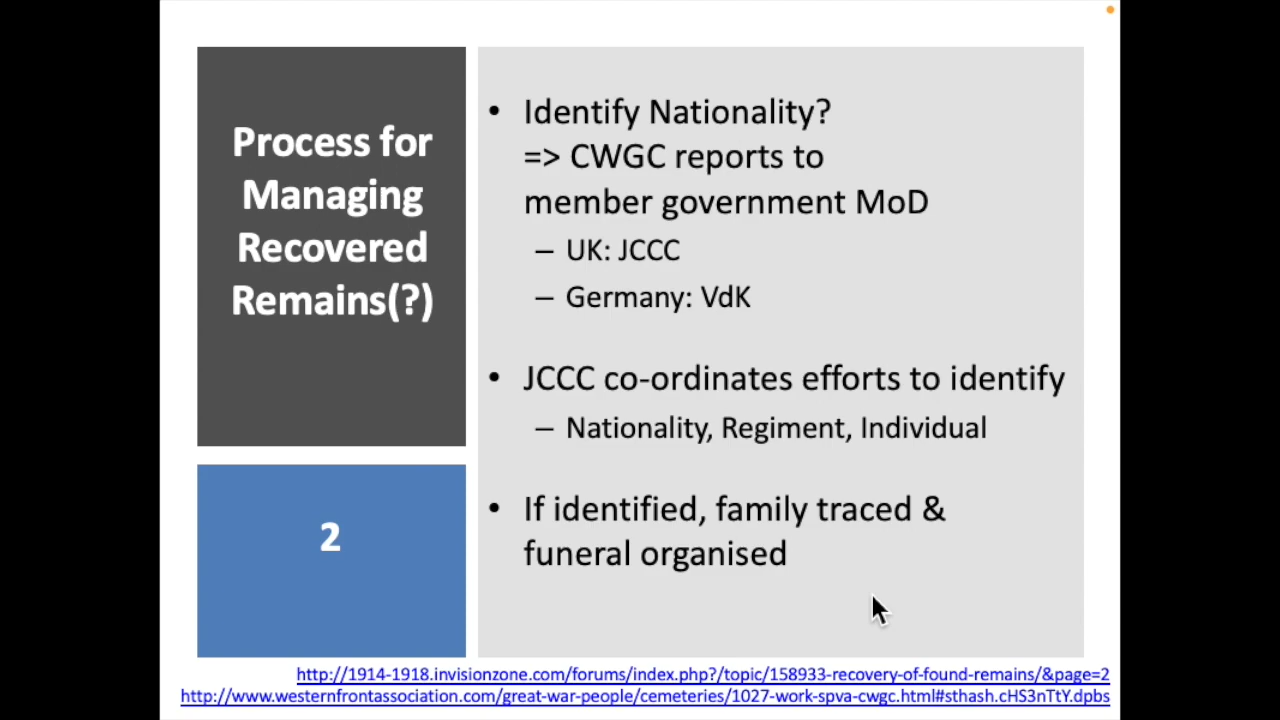 Process for
Managing
Recovered
Remains(?)
2
• Identify Nationality?
=> CWGC reports to
member government MoD
– UK: JCCC
– Germany: VdK
• JCCC co-ordinates efforts to identify
– Nationality, Regiment, Individual
• If identified, family traced &
funeral organised
http://1914-1918.invisionzone.com/forums/index.php?/topic/158933-recovery-of-found-remains/&page=2
http://www.westernfrontassociation.com/great-war-people/cemeteries/1027-work-spva-cwgc.html#sthash.cHS3nTtY.dpbs